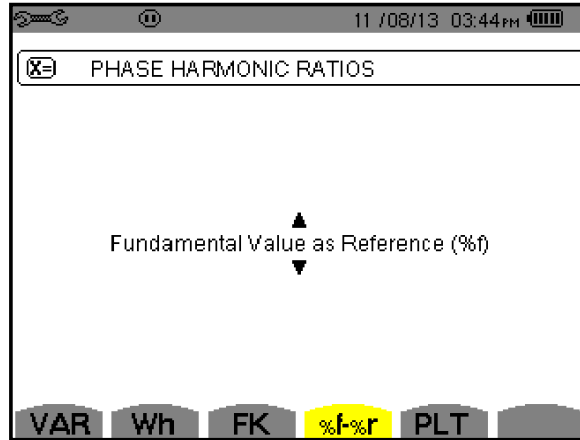 11 /08/13 03:44PM
X= PHASE HARMONIC RATIOS
Fundamental Value as Reference (%f)
VAR Wh FK %f-%r PLT